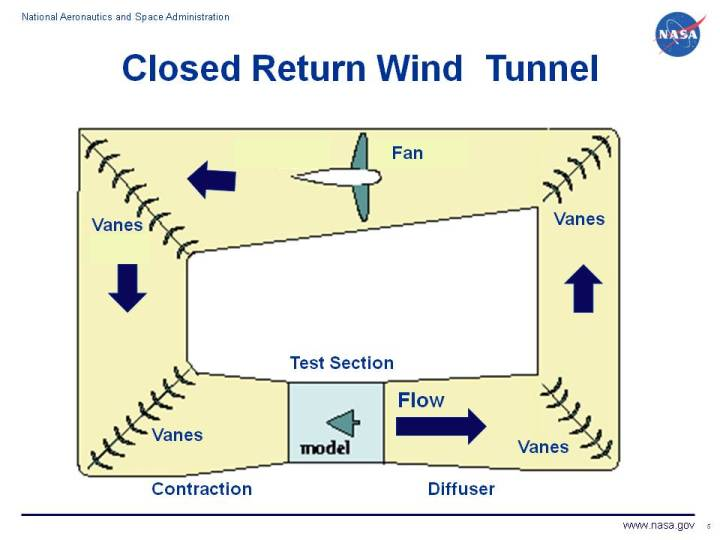 National Aeronautics and Space Administration
NASA
Closed Return Wind Tunnel
Fan
Vanes
Vanes
Test Section
Flow
Vanes
model
Vanes
Contraction
Diffuser
www.nasa.gov
5